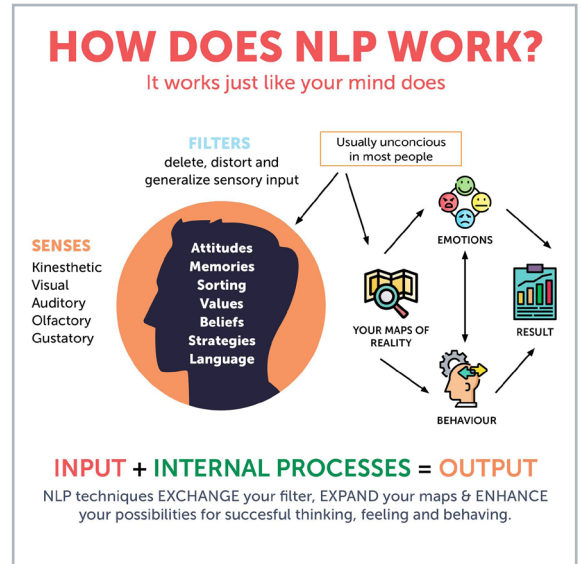 HOW DOES NLP WORK?
It works just like your mind does
FILTERS
delete, distort and
generalize sensory input
Usually unconcious
in most people
SENSES
Kinesthetic
Visual
Auditory
Olfactory
Gustatory
Attitudes
Memories
Sorting
Values
Beliefs
Strategies
Language
EMOTIONS
YOUR MAPS OF
REALITY
RESULT
BEHAVIOUR
INPUT + INTERNAL PROCESSES = OUTPUT
NLP techniques EXCHANGE your filter, EXPAND your maps & ENHANCE
your possibilities for succesful thinking, feeling and behaving.